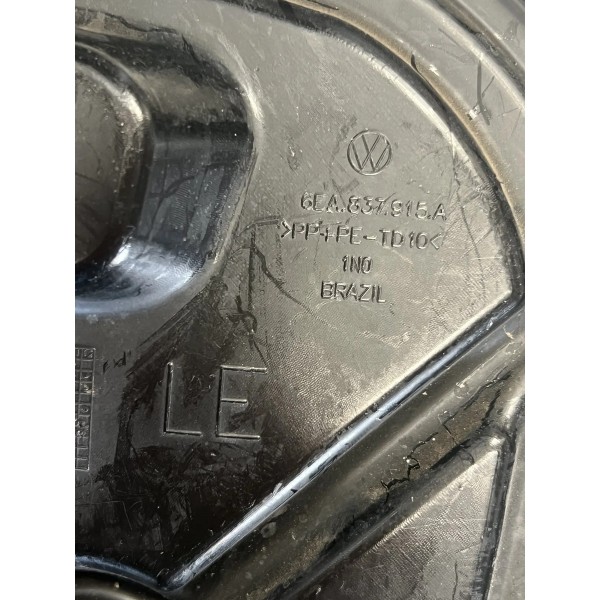 6EA.837.915.A
>PP+PE-TD10<
1N0
BRAZIL
LE